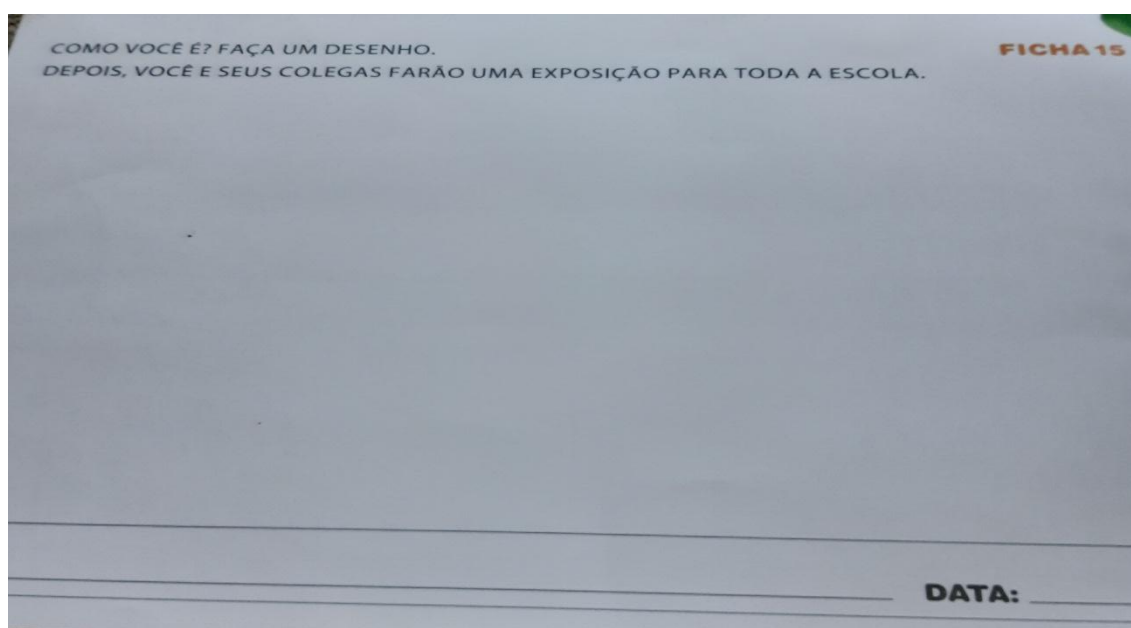 COMO VOCÊ É? FAÇA UM DESENHO.
FICHA 15
DEPOIS, VOCÊ E SEUS COLEGAS FARÃO UMA EXPOSIÇÃO PARA TODA A ESCOLA.
DATA: